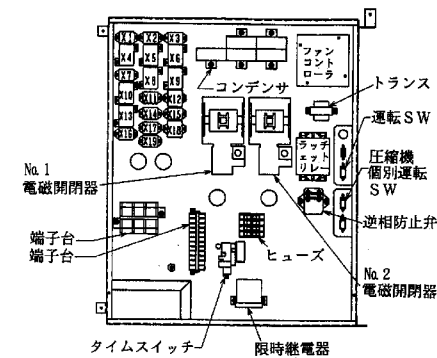 X1 X2 X3
X4 X5 X6
X7 X8 X9
X10 X11 X12
X13 X14 X15
X16 X17 X18
X19
コンデンサ
ファン
コント
ローラ
トランス
運転SW
圧縮機
個別運転
SW
ラッチ
ェット
リレー
逆相防止弁
No.1
電磁開閉器
端子台
端子台
ヒューズ
No.2
電磁開閉器
タイムスイッチ
限時継電器